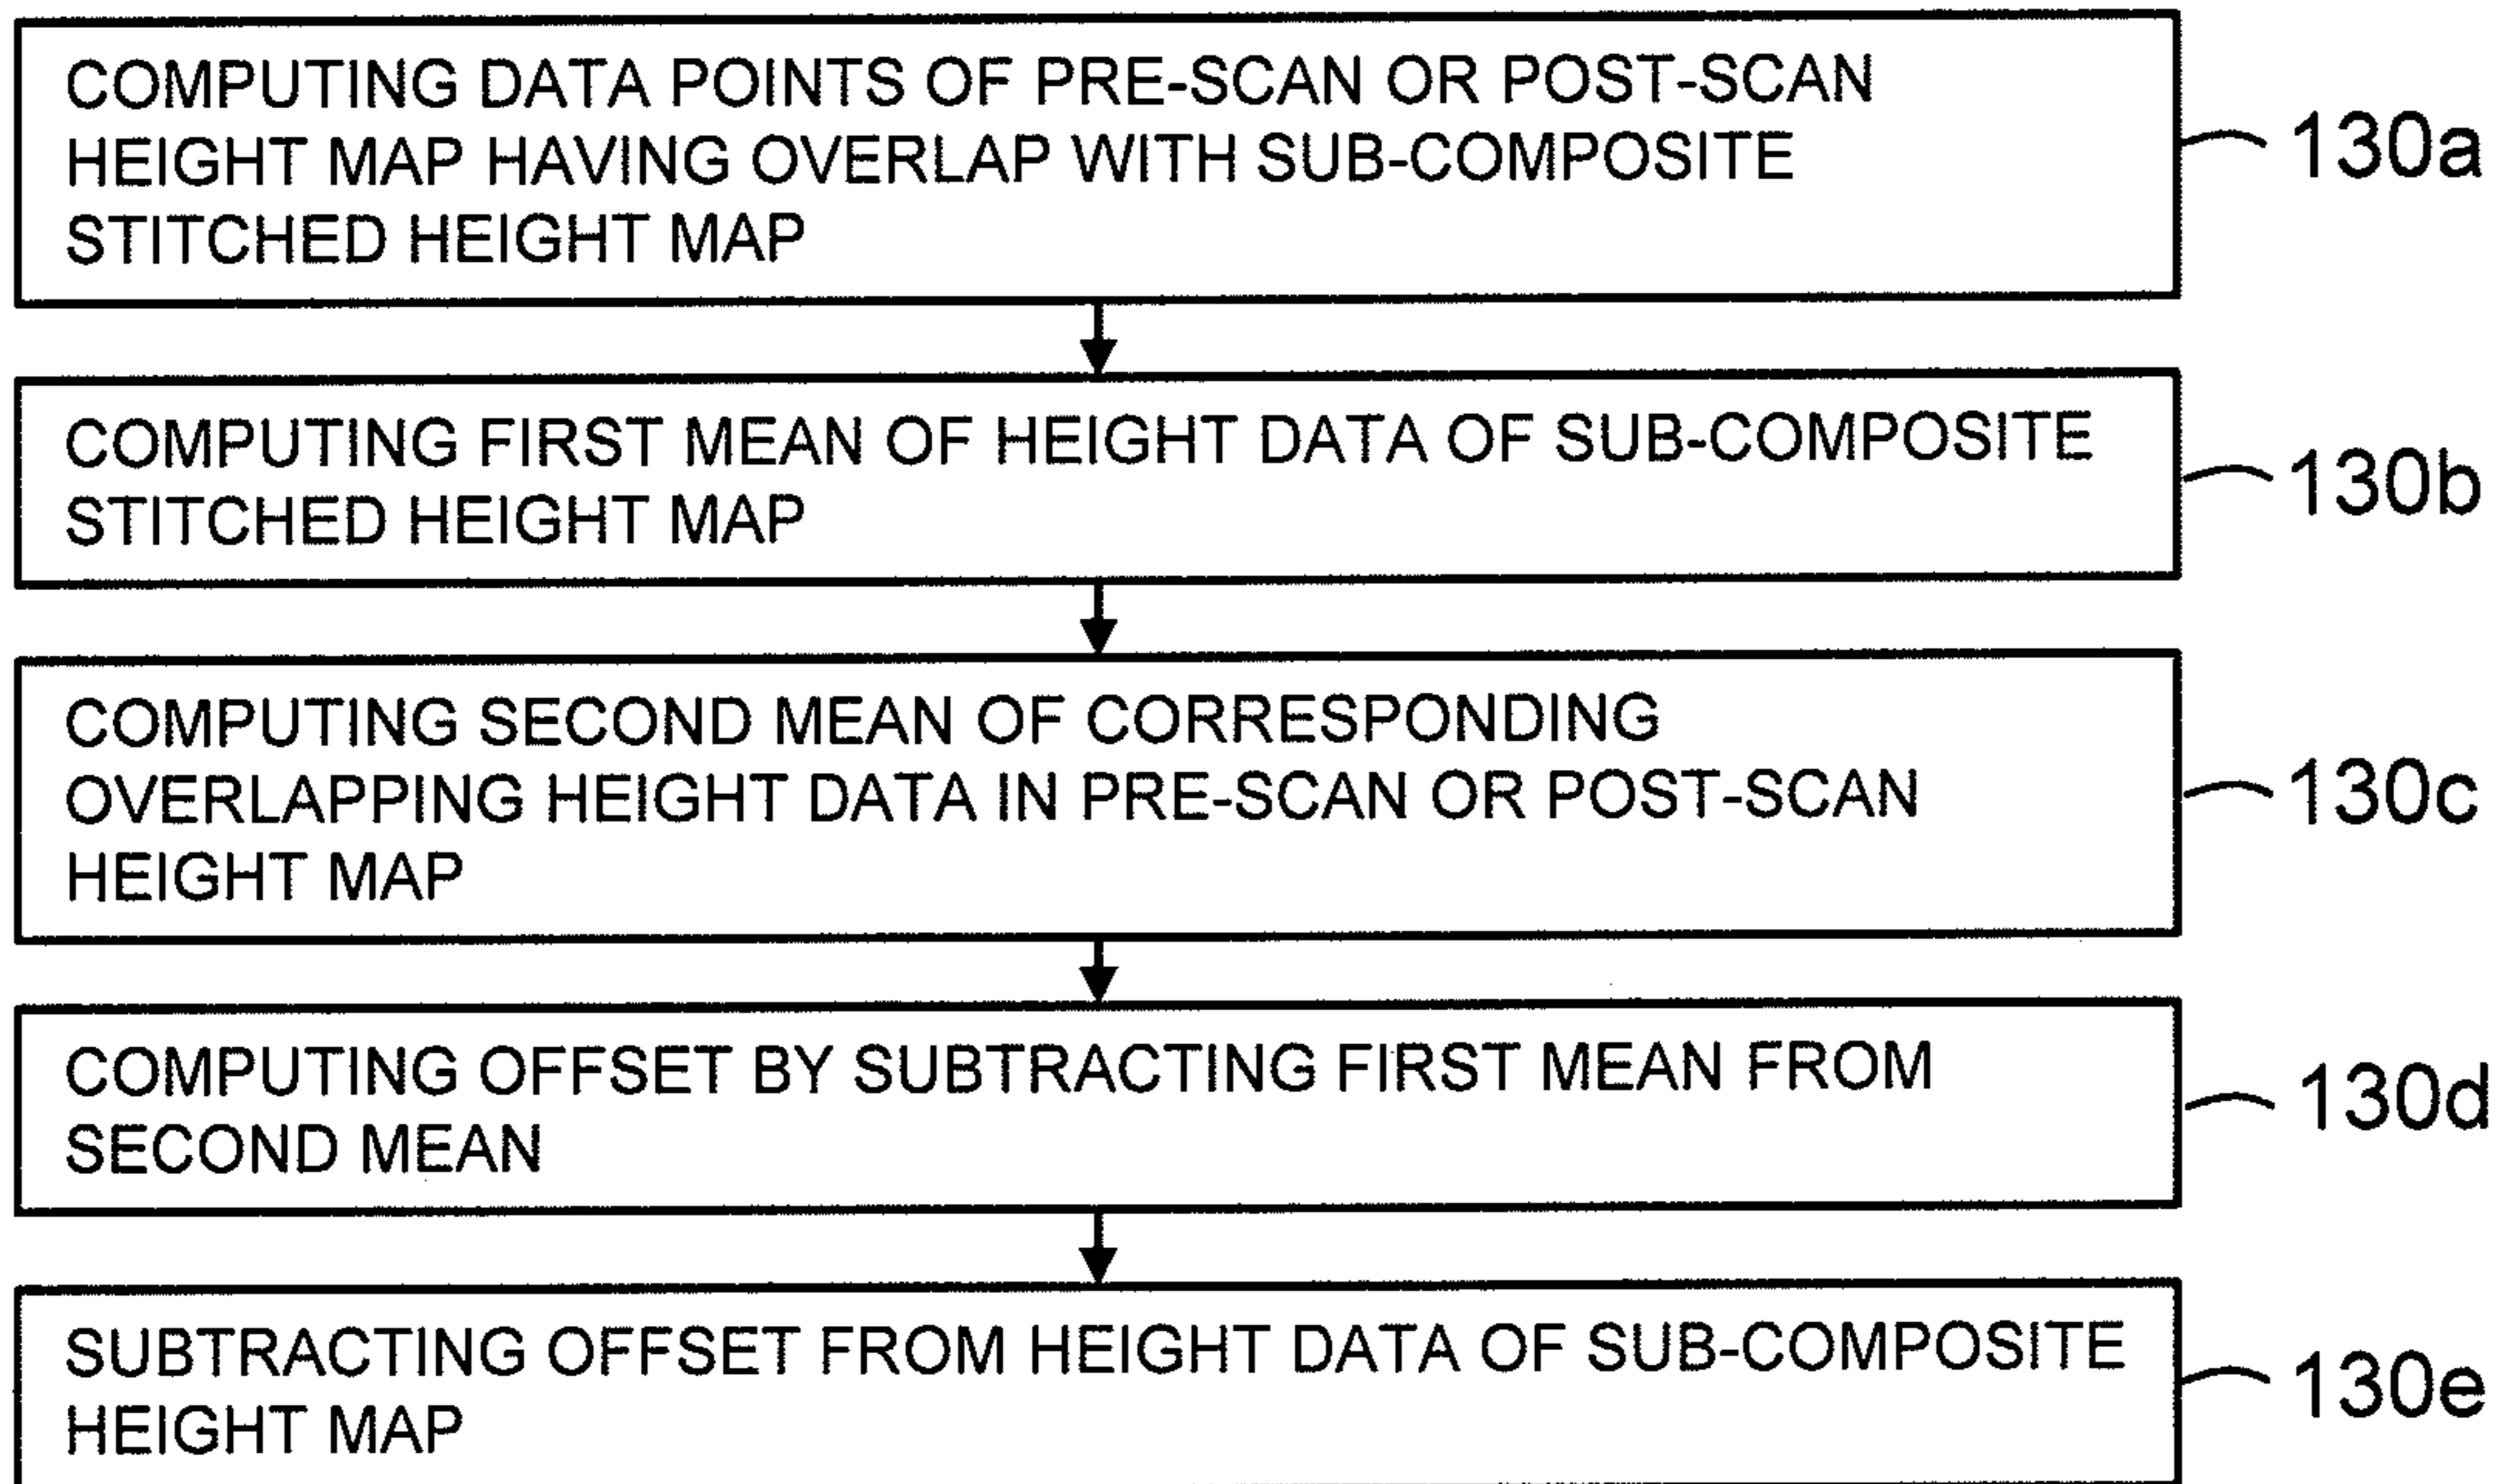 COMPUTING DATA POINTS OF PRE-SCAN OR POST-SCAN
HEIGHT MAP HAVING OVERLAP WITH SUB-COMPOSITE
STITCHED HEIGHT MAP
130a
COMPUTING FIRST MEAN OF HEIGHT DATA OF SUB-COMPOSITE
STITCHED HEIGHT MAP
130b
COMPUTING SECOND MEAN OF CORRESPONDING
OVERLAPPING HEIGHT DATA IN PRE-SCAN OR POST-SCAN
HEIGHT MAP
130c
COMPUTING OFFSET BY SUBTRACTING FIRST MEAN FROM
SECOND MEAN
130d
SUBTRACTING OFFSET FROM HEIGHT DATA OF SUB-COMPOSITE
HEIGHT MAP
130e